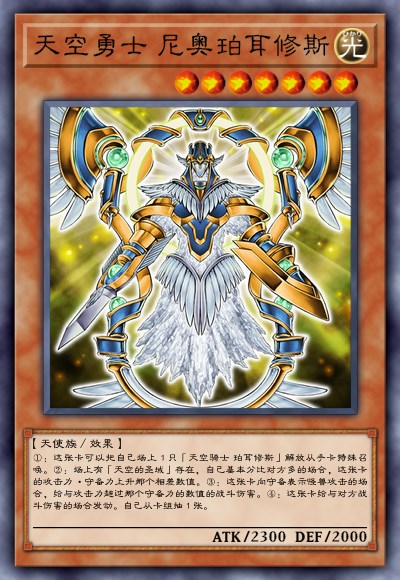 天空勇士 尼奥珀耳修斯
光
【天使族／效果】
①：这张卡可以把自己场上１只「天空骑士 珀耳修斯」解放从手卡特殊召
唤。②：场上有「天空的圣域」存在，自己基本分比对方多的场合，这张卡
的攻击力・守备力上升那个相差数值。③：这张卡向守备表示怪兽攻击的场
合，给与攻击力超过那个守备力的数值的战斗伤害。④：这张卡给与对方战
斗伤害的场合发动。自己从卡组抽１张。
ATK/2300 DEF/2000